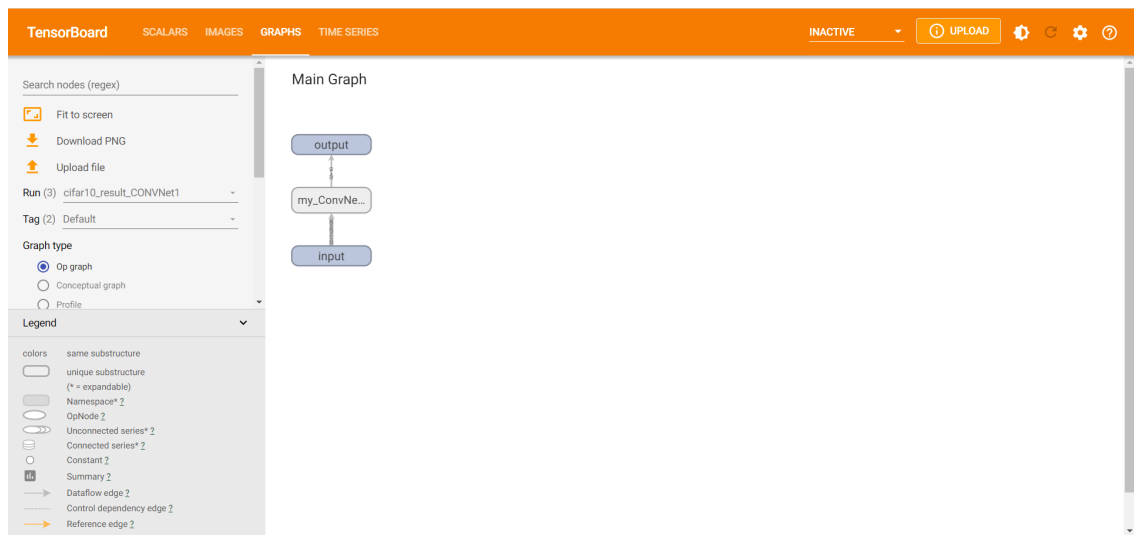 TensorBoard SCALARS IMAGES GRAPHS TIME SERIES INACTIVE UPLOAD
Search nodes (regex)
Fit to screen
Download PNG
Upload file
Run (3) cifar10_result_CONVNet1
Tag (2) Default
Graph type
Op graph
Conceptual graph
Profile
Legend
colors same substructure
unique substructure
(* = expandable)
Namespace* ?
OpNode ?
Unconnected series* ?
Connected series* ?
Constant ?
Summary ?
Dataflow edge ?
Control dependency edge ?
Reference edge ?
Main Graph
output
my_ConvNe...
input